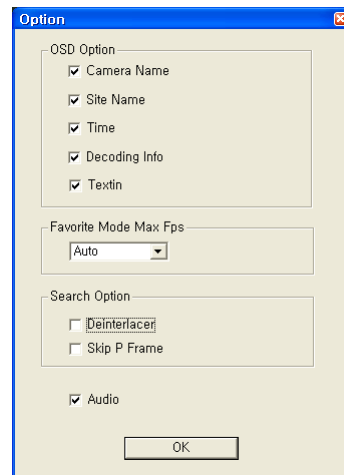 Option
OSD Option
Camera Name
Site Name
Time
Decoding Info
Textin
Favorite Mode Max Fps
Auto
Search Option
Deinterlacer
Skip P Frame
Audio
OK